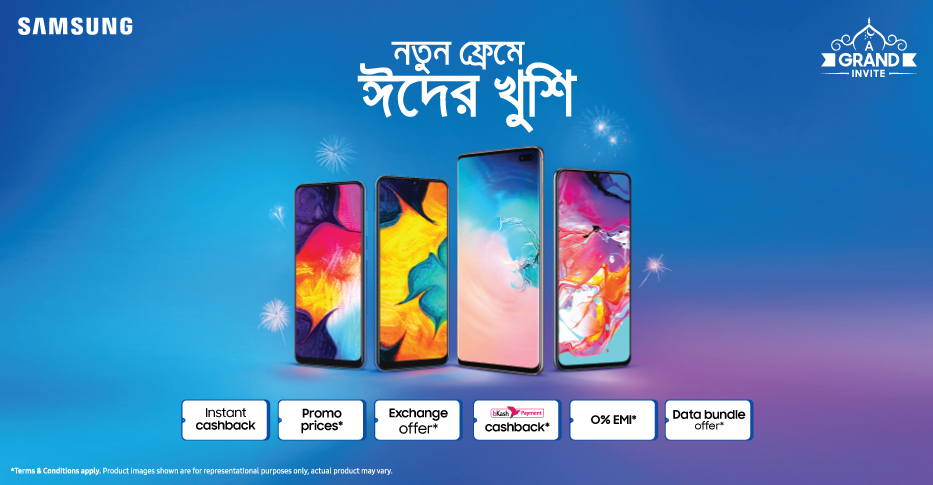 SAMSUNG
নতুন ফ্রেমে
ঈদের খুশি
A
GRAND
INVITE
Instant
cashback
Promo
prices*
Exchange
offer*
bKash Payment
cashback*
0% EMI*
Data bundle
offer*
*Terms & Conditions apply. Product images shown are for representational purposes only, actual product may vary.